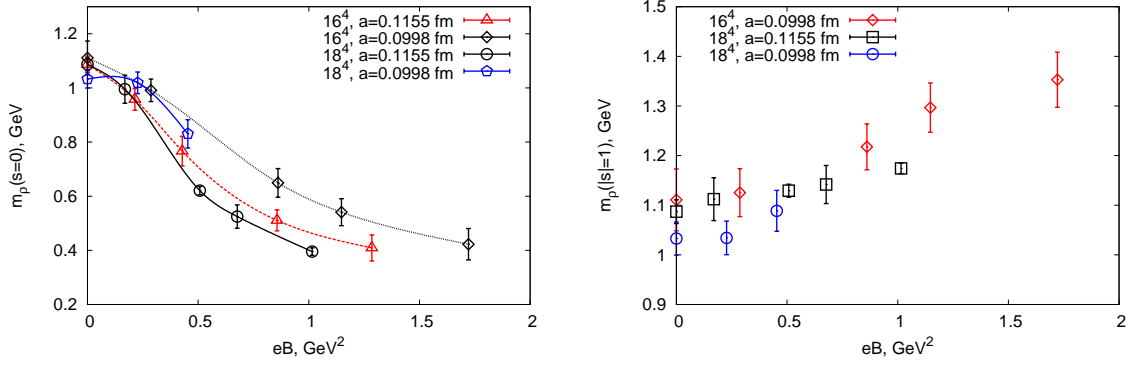 m_ρ(s=0), GeV
1.2
1
0.8
0.6
0.4
0.2
0
0.5
1
1.5
2
eB, GeV²
16⁴, a=0.1155 fm
16⁴, a=0.0998 fm
18⁴, a=0.1155 fm
18⁴, a=0.0998 fm
m_ρ(|s|=1), GeV
1.5
1.4
1.3
1.2
1.1
1
0.9
0
0.5
1
1.5
2
eB, GeV²
16⁴, a=0.0998 fm
18⁴, a=0.1155 fm
18⁴, a=0.0998 fm